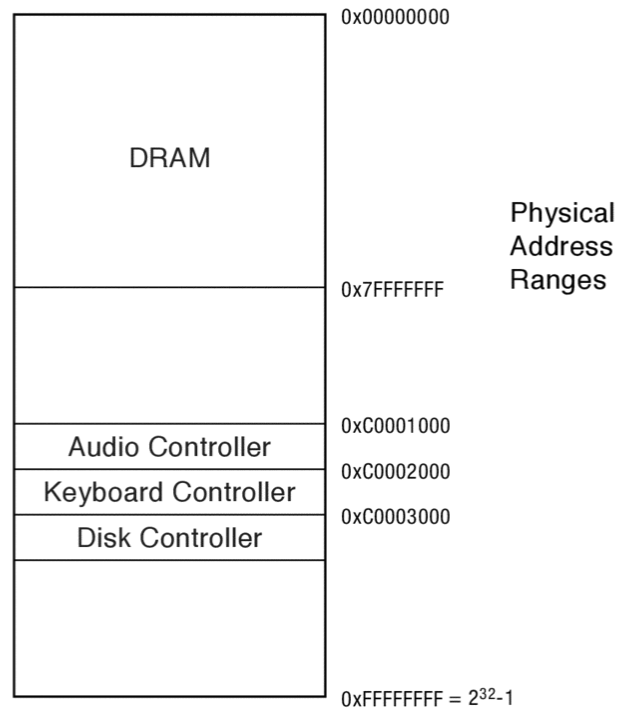 0x00000000
DRAM
Physical
Address
Ranges
0x7FFFFFFF
0xC0001000
Audio Controller
0xC0002000
Keyboard Controller
0xC0003000
Disk Controller
0xFFFFFFFF = 2³²-1